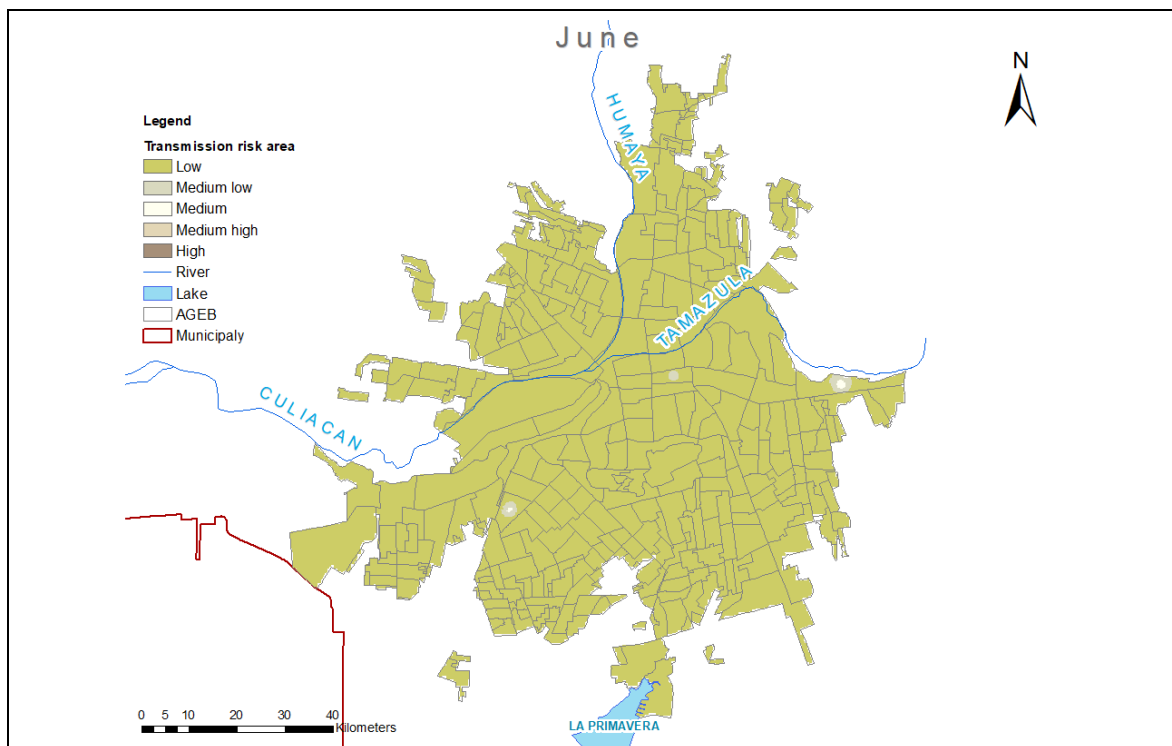 June
N
HUMAYA
Legend
Transmission risk area
Low
Medium low
Medium
Medium high
High
River
Lake
AGEB
Municipaly
TAMAZULA
CULIACAN
0 5 10 20 30 40
Kilometers
LA PRIMAVERA